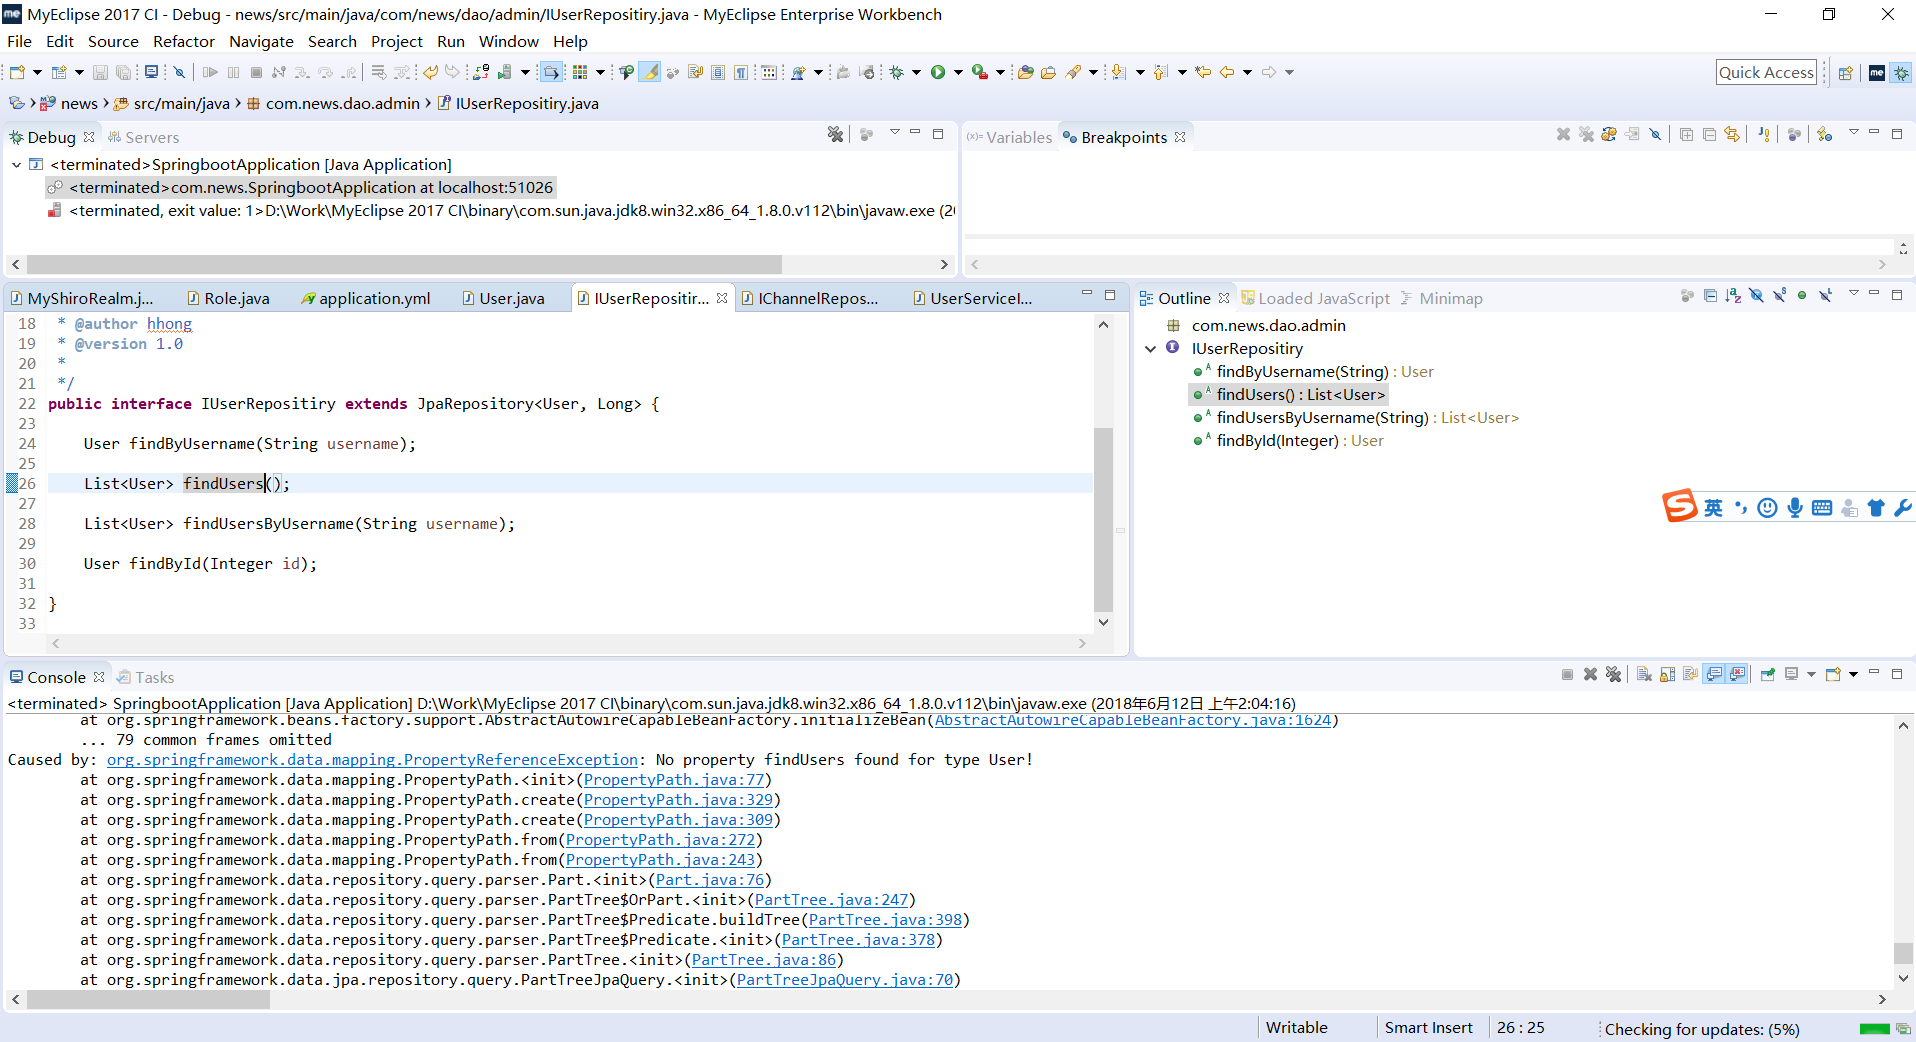 MyEclipse 2017 CI - Debug - news/src/main/java/com/news/dao/admin/IUserRepositiry.java - MyEclipse Enterprise Workbench
File Edit Source Refactor Navigate Search Project Run Window Help
Quick Access
news src/main/java com.news.dao.admin IUserRepositiry.java
Debug Servers
<terminated>SpringbootApplication [Java Application]
<terminated>com.news.SpringbootApplication at localhost:51026
<terminated, exit value: 1>D:\Work\MyEclipse 2017 CI\binary\com.sun.java.jdk8.win32.x86_64_1.8.0.v112\bin\javaw.exe (2
(x)= Variables Breakpoints
MyShiroRealm.j... Role.java application.yml User.java IUserRepositir... IChannelRepos... UserServiceI...
18 * @author hhong
19 * @version 1.0
20 *
21 */
22 public interface IUserRepositiry extends JpaRepository<User, Long> {
23
24 User findByUsername(String username);
25
26 List<User> findUsers();
27
28 List<User> findUsersByUsername(String username);
29
30 User findById(Integer id);
31
32 }
33
Outline Loaded JavaScript Minimap
com.news.dao.admin
IUserRepositiry
findByUsername(String) : User
findUsers() : List<User>
findUsersByUsername(String) : List<User>
findById(Integer) : User
英
Console Tasks
<terminated> SpringbootApplication [Java Application] D:\Work\MyEclipse 2017 CI\binary\com.sun.java.jdk8.win32.x86_64_1.8.0.v112\bin\javaw.exe (2018年6月12日 上午2:04:16)
at org.springframework.beans.factory.support.AbstractAutowireCapableBeanFactory.initializeBean(AbstractAutowireCapableBeanFactory.java:1624)
... 79 common frames omitted
Caused by: org.springframework.data.mapping.PropertyReferenceException: No property findUsers found for type User!
at org.springframework.data.mapping.PropertyPath.<init>(PropertyPath.java:77)
at org.springframework.data.mapping.PropertyPath.create(PropertyPath.java:329)
at org.springframework.data.mapping.PropertyPath.create(PropertyPath.java:309)
at org.springframework.data.mapping.PropertyPath.from(PropertyPath.java:272)
at org.springframework.data.mapping.PropertyPath.from(PropertyPath.java:243)
at org.springframework.data.repository.query.parser.Part.<init>(Part.java:76)
at org.springframework.data.repository.query.parser.PartTree$OrPart.<init>(PartTree.java:247)
at org.springframework.data.repository.query.parser.PartTree$Predicate.buildTree(PartTree.java:398)
at org.springframework.data.repository.query.parser.PartTree$Predicate.<init>(PartTree.java:378)
at org.springframework.data.repository.query.parser.PartTree.<init>(PartTree.java:86)
at org.springframework.data.jpa.repository.query.PartTreeJpaQuery.<init>(PartTreeJpaQuery.java:70)
Writable Smart Insert 26 : 25 Checking for updates: (5%)